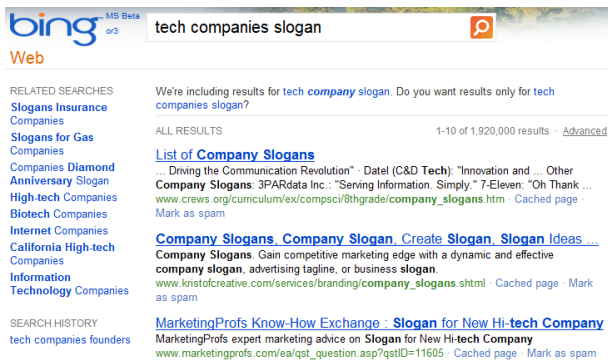 bing™ MS Beta
or3
tech companies slogan
Web
RELATED SEARCHES
Slogans Insurance
Companies
Slogans for Gas
Companies
Companies Diamond
Anniversary Slogan
High-tech Companies
Biotech Companies
Internet Companies
California High-tech
Companies
Information
Technology Companies
SEARCH HISTORY
tech companies founders
We're including results for tech company slogan. Do you want results only for tech
companies slogan?
ALL RESULTS 1-10 of 1,920,000 results · Advanced
List of Company Slogans
... Driving the Communication Revolution" · Datel (C&D Tech): "Innovation and ... Other
Company Slogans: 3PARdata Inc.: "Serving Information. Simply." 7-Eleven: "Oh Thank ...
www.crews.org/curriculum/ex/compsci/8thgrade/company_slogans.htm · Cached page ·
Mark as spam
Company Slogans, Company Slogan, Create Slogan, Slogan Ideas ...
Company Slogans. Gain competitive marketing edge with a dynamic and effective
company slogan, advertising tagline, or business slogan.
www.kristofcreative.com/services/branding/company_slogans.shtml · Cached page · Mark
as spam
MarketingProfs Know-How Exchange : Slogan for New Hi-tech Company
MarketingProfs expert marketing advice on Slogan for New Hi-tech Company
www.marketingprofs.com/ea/qst_question.asp?qstID=11605 · Cached page · Mark as spam